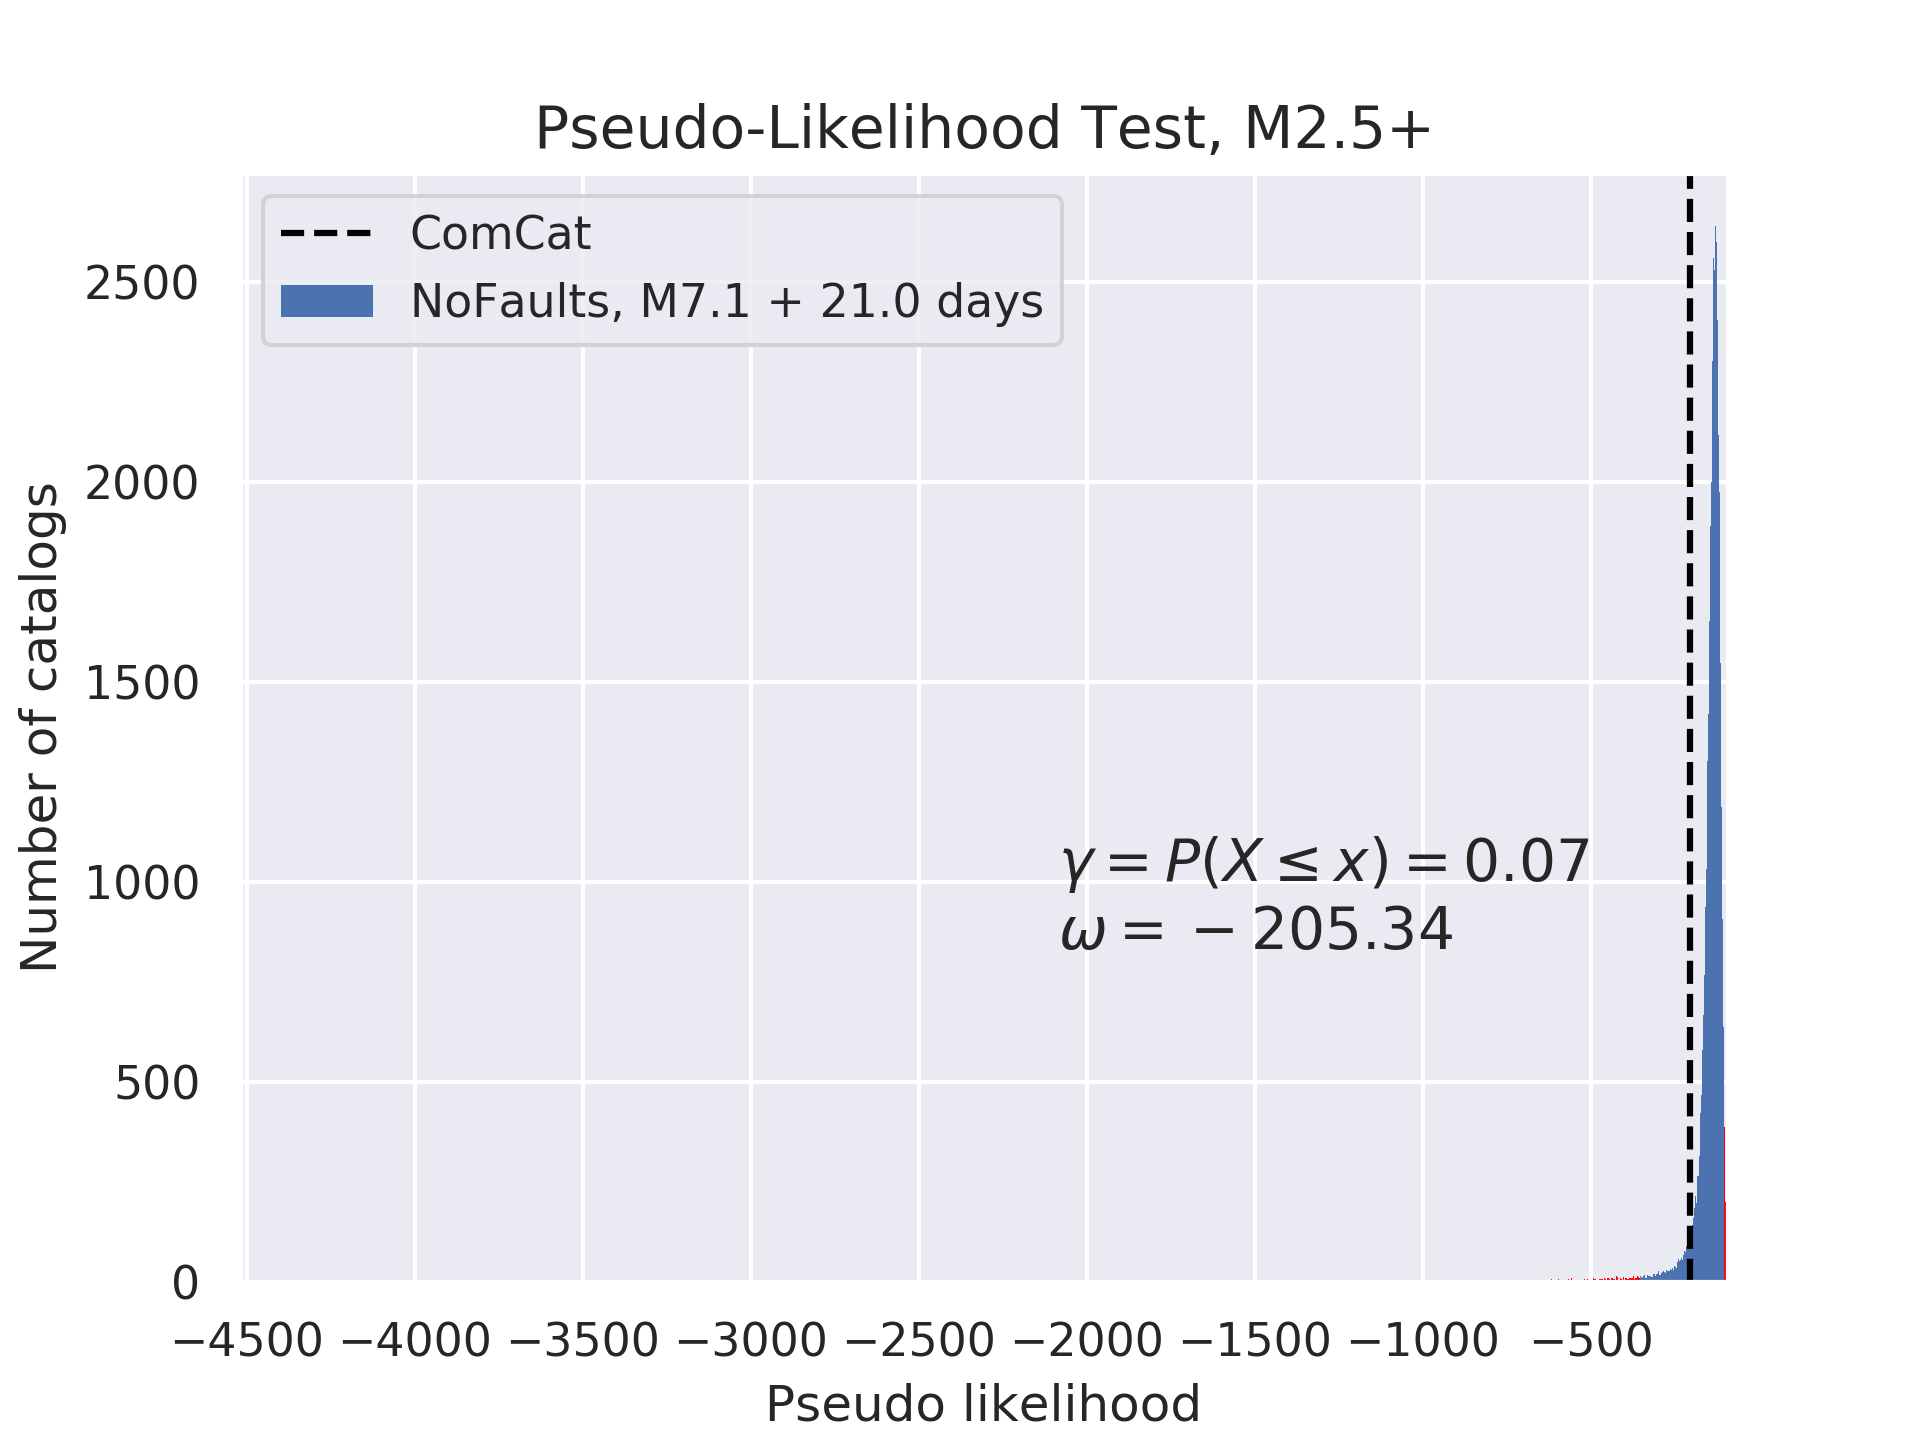 Pseudo-Likelihood Test, M2.5+
ComCat
NoFaults, M7.1 + 21.0 days
2500
2000
1500
1000
500
0
Number of catalogs
γ = P(X ≤ x) = 0.07
ω = − 205.34
−4500 −4000 −3500 −3000 −2500 −2000 −1500 −1000 −500
Pseudo likelihood